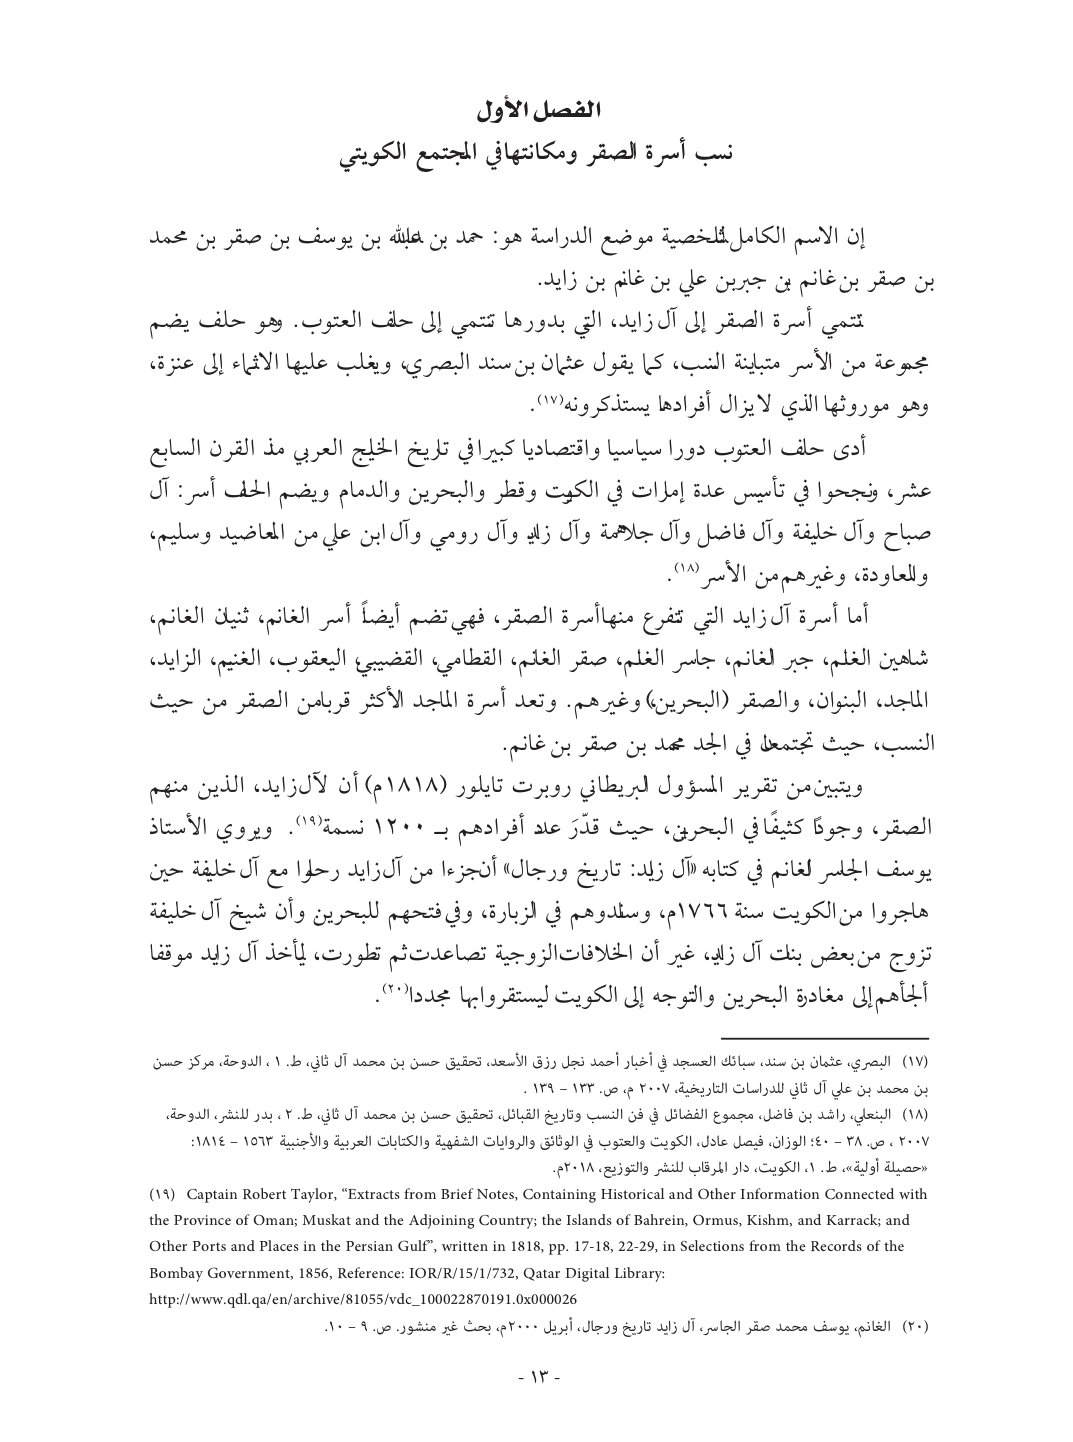 الفصل الأول
نسب أسرة الصقر ومكانتها في المجتمع الكويتي
إن الاسم الكامل للشخصية موضع الدراسة هو: حمد بن عبدالله بن يوسف بن صقر بن محمد
بن صقر بن غانم بن جبر بن علي بن غانم بن زايد.
تنتمي أسرة الصقر إلى آل زايد، التي بدورها تنتمي إلى حلف العتوب. وهو حلف يضم
مجموعة من الأسر متباينة النسب، كما يقول عثمان بن سند البصري، ويغلب عليها الانتماء إلى عنزة،
وهو موروثها الذي لا يزال أفرادها يستذكرونه(١٧).
أدى حلف العتوب دورا سياسيا واقتصاديا كبيرا في تاريخ الخليج العربي منذ القرن السابع
عشر، ونجحوا في تأسيس عدة إمارات في الكويت وقطر والبحرين والدمام ويضم الحلف أسر: آل
صباح وآل خليفة وآل فاضل وآل جلاهمة وآل زايد وآل رومي وآل ابن علي من المعاضيد وسليم،
والمعاودة، وغيرهم من الأسر(١٨).
أما أسرة آل زايد التي تتفرع منها أسرة الصقر، فهي تضم أيضاً أسر الغانم، ثنيان الغانم،
شاهين الغانم، جبر الغانم، جاسر الغانم، صقر الغانم، القطامي، القضيبي، اليعقوب، الغنيم، الزايد،
الماجد، البنوان، والصقر (البحرين) وغيرهم. وتعد أسرة الماجد الأكثر قربا من الصقر من حيث
النسب، حيث تجتمعان في الجد محمد بن صقر بن غانم.
ويتبين من تقرير المسؤول البريطاني روبرت تايلور (١٨١٨م) أن لآل زايد، الذين منهم
الصقر، وجودًا كثيفًا في البحرين، حيث قدّرَ عدد أفرادهم بـ ١٢٠٠ نسمة(١٩). ويروي الأستاذ
يوسف الجاسر الغانم في كتابه «آل زايد: تاريخ ورجال» أن جزءا من آل زايد رحلوا مع آل خليفة حين
هاجروا من الكويت سنة ١٧٦٦م، وساندوهم في الزبارة، وفي فتحهم للبحرين وأن شيخ آل خليفة
تزوج من بعض بنات آل زايد، غير أن الخلافات الزوجية تصاعدت ثم تطورت، ليأخذ آل زايد موقفا
ألجأهم إلى مغادرة البحرين والتوجه إلى الكويت ليستقروا بها مجددا(٢٠).
(١٧) البصري، عثمان بن سند، سبائك العسجد في أخبار أحمد نجل رزق الأسعد، تحقيق حسن بن محمد آل ثاني، ط. ١ ، الدوحة، مركز حسن
بن محمد بن علي آل ثاني للدراسات التاريخية، ٢٠٠٧ م، ص. ١٣٣ – ١٣٩ .
(١٨) البنعلي، راشد بن فاضل، مجموع الفضائل في فن النسب وتاريخ القبائل، تحقيق حسن بن محمد آل ثاني، ط. ٢ ، بدر للنشر، الدوحة،
٢٠٠٧ ، ص. ٣٨ – ٤٠؛ الوزان، فيصل عادل، الكويت والعتوب في الوثائق والروايات الشفهية والكتابات العربية والأجنبية ١٥٦٣ – ١٨١٤:
«حصيلة أولية»، ط. ١، الكويت، دار المرقاب للنشر والتوزيع، ٢٠١٨م.
(١٩) Captain Robert Taylor, “Extracts from Brief Notes, Containing Historical and Other Information Connected with
the Province of Oman; Muskat and the Adjoining Country; the Islands of Bahrein, Ormus, Kishm, and Karrack; and
Other Ports and Places in the Persian Gulf”, written in 1818, pp. 17-18, 22-29, in Selections from the Records of the
Bombay Government, 1856, Reference: IOR/R/15/1/732, Qatar Digital Library:
http://www.qdl.qa/en/archive/81055/vdc_100022870191.0x000026
(٢٠) الغانم، يوسف محمد صقر الجاسر، آل زايد تاريخ ورجال، أبريل ٢٠٠٠م، بحث غير منشور. ص. ٩ – ١٠.
- ١٣ -